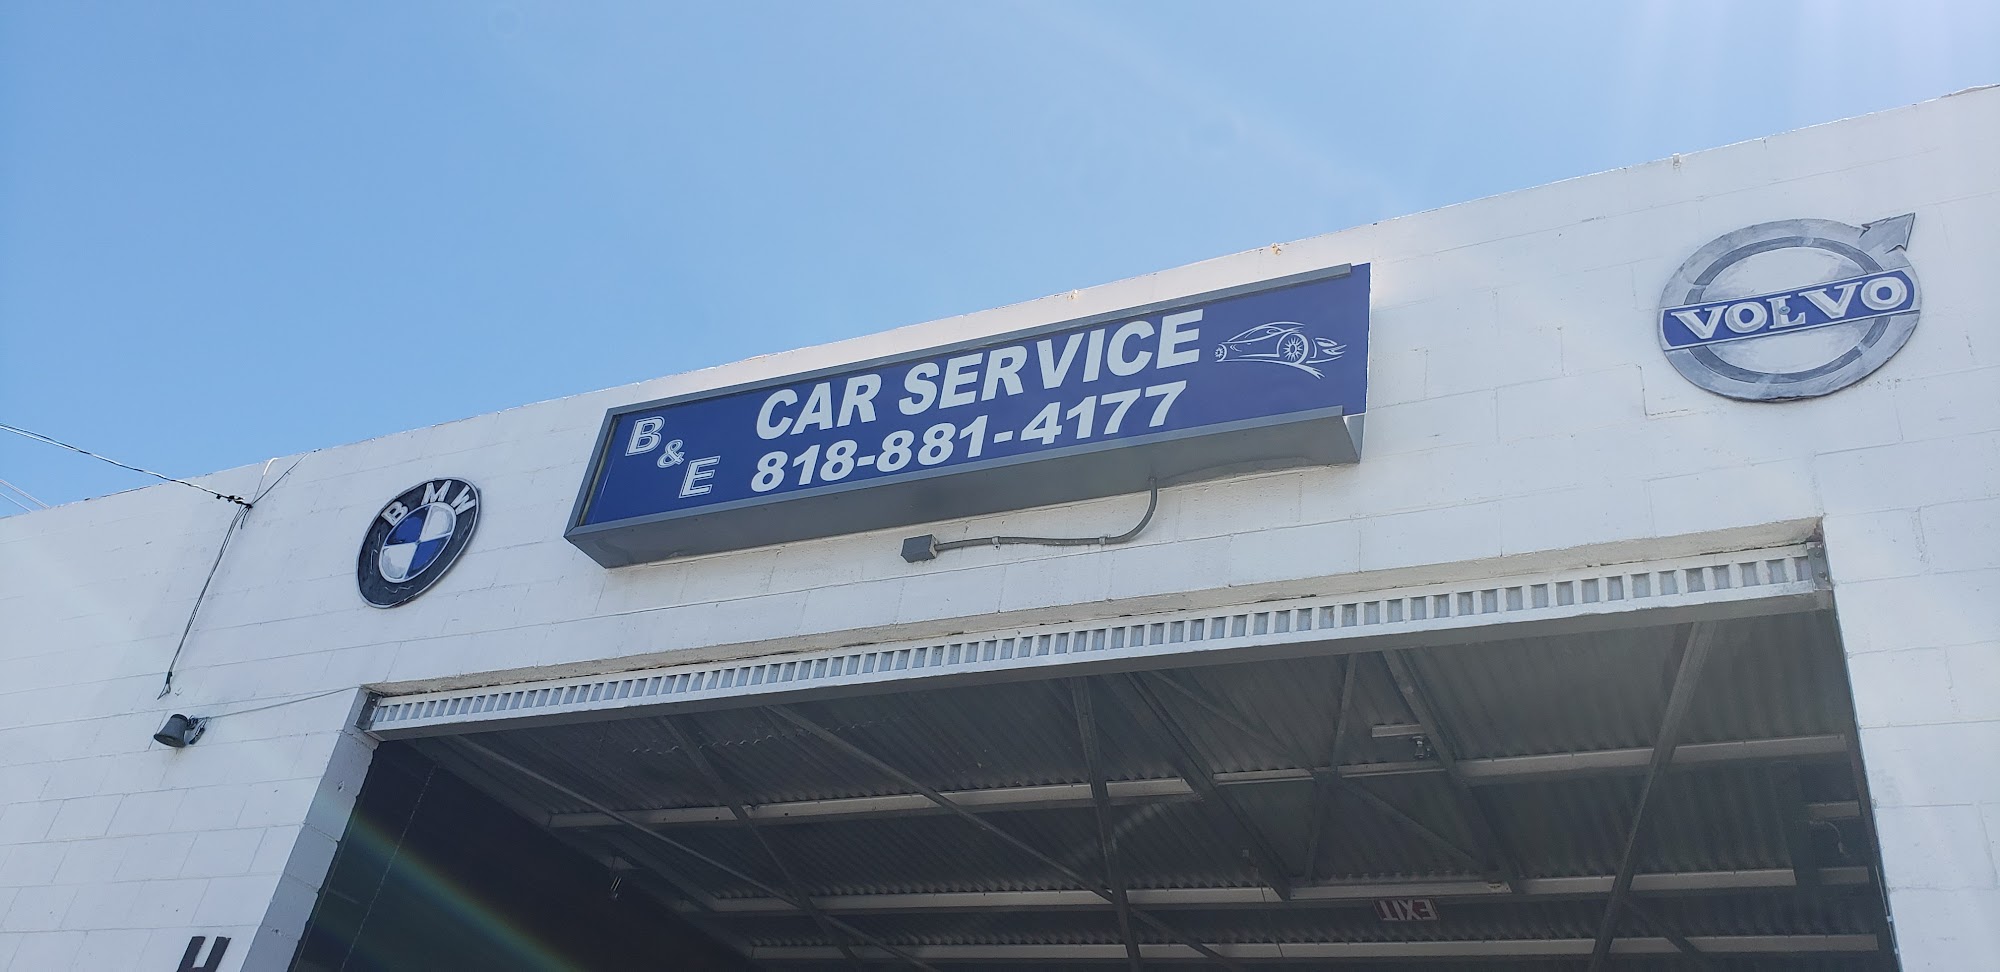 B & E
CAR SERVICE
818-881-4177
BMW
VOLVO
EXIT
H